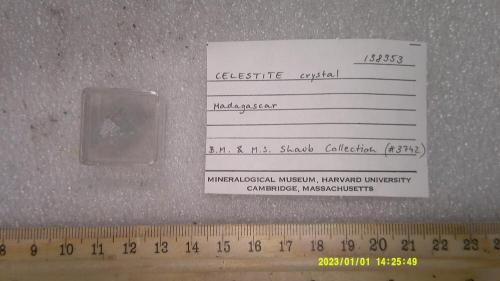 138353
CELESTITE crystal
Madagascar
B.M. & M.S. Shaub Collection (#3742)
MINERALOGICAL MUSEUM, HARVARD UNIVERSITY
CAMBRIDGE, MASSACHUSETTS
8 9 10 11 12 13 14 15 16 17 18 19 20 21 22 23
2023/01/01 14:25:49